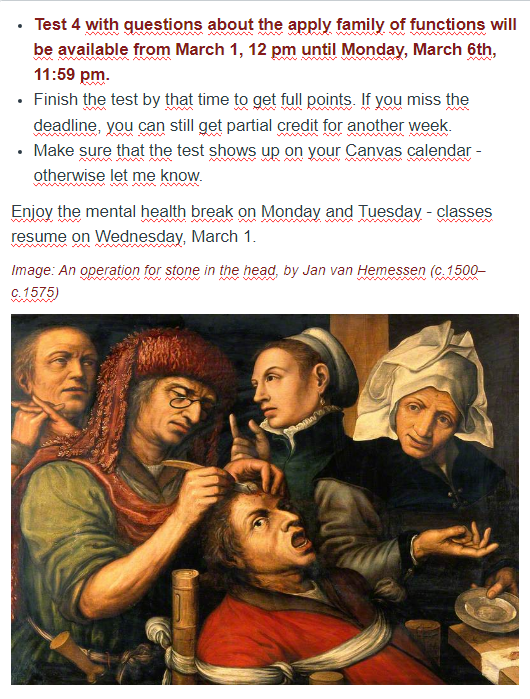 Test 4 with questions about the apply family of functions will
be available from March 1, 12 pm until Monday, March 6th,
11:59 pm.
Finish the test by that time to get full points. If you miss the
deadline, you can still get partial credit for another week.
Make sure that the test shows up on your Canvas calendar -
otherwise let me know.
Enjoy the mental health break on Monday and Tuesday - classes
resume on Wednesday, March 1.
Image: An operation for stone in the head, by Jan van Hemessen (c.1500–
c.1575)